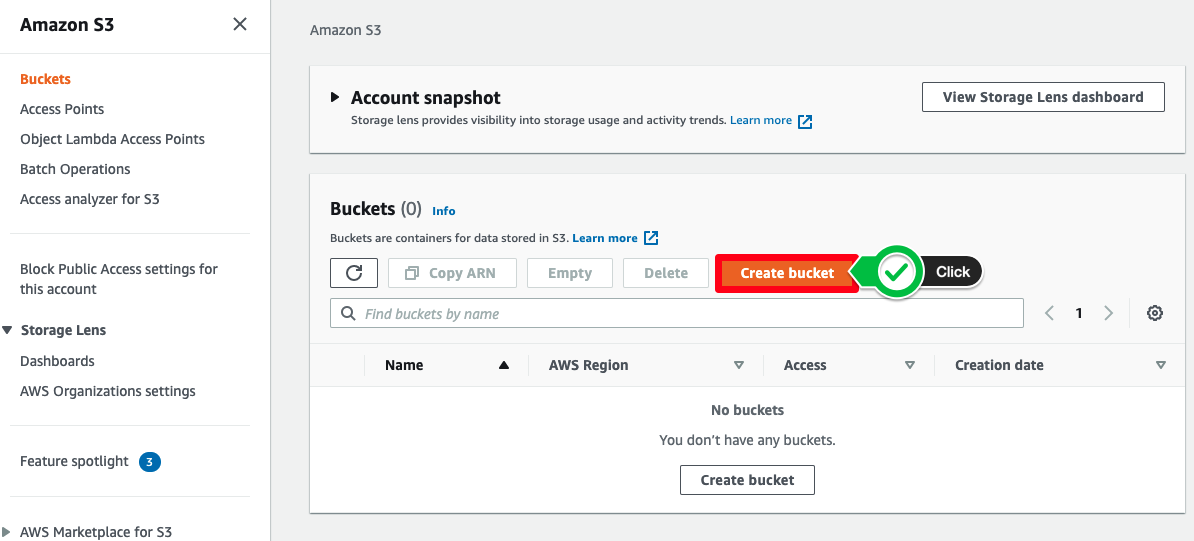 Amazon S3
Buckets
Access Points
Object Lambda Access Points
Batch Operations
Access analyzer for S3
Block Public Access settings for
this account
Storage Lens
Dashboards
AWS Organizations settings
Feature spotlight 3
AWS Marketplace for S3
Amazon S3
Account snapshot
View Storage Lens dashboard
Storage lens provides visibility into storage usage and activity trends. Learn more
Buckets (0) Info
Buckets are containers for data stored in S3. Learn more
Copy ARN Empty Delete Create bucket Click
Find buckets by name 1
Name AWS Region Access Creation date
No buckets
You don't have any buckets.
Create bucket